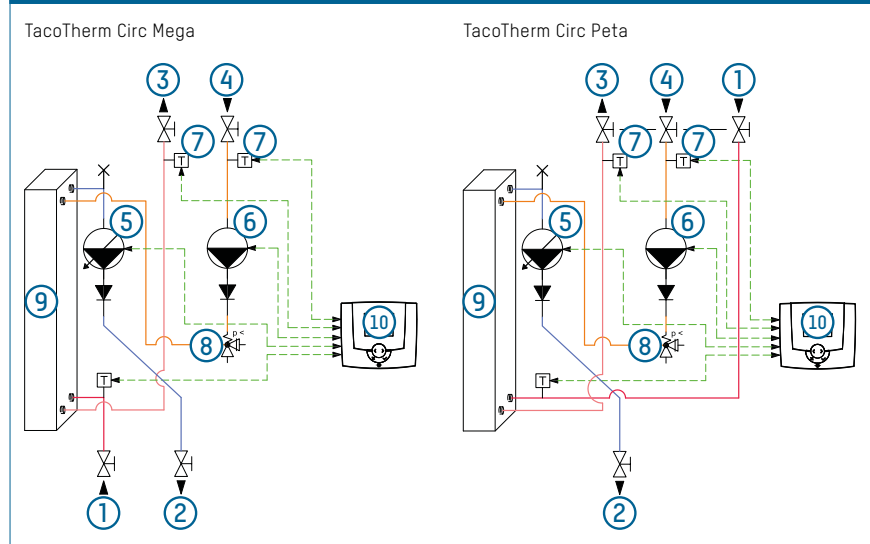 TacoTherm Circ Mega
3 4
7 7
5 6
9
10
8 p <
T T
T
1 2
TacoTherm Circ Peta
3 4 1
7 7
5 6
9
10
8 p <
T T
T
2